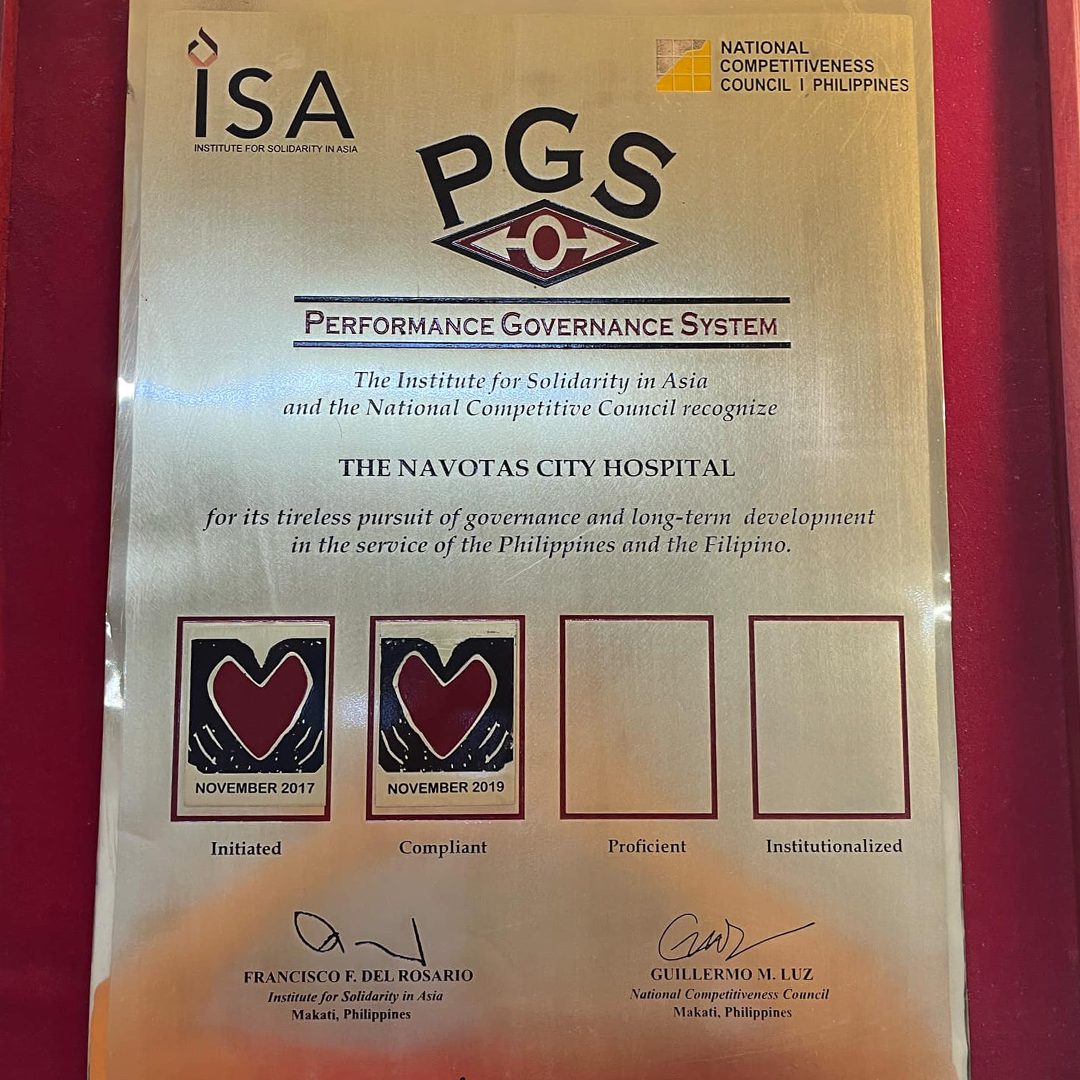 ISA
INSTITUTE FOR SOLIDARITY IN ASIA
NATIONAL
COMPETITIVENESS
COUNCIL | PHILIPPINES
PGS
PERFORMANCE GOVERNANCE SYSTEM
The Institute for Solidarity in Asia
and the National Competitive Council recognize
THE NAVOTAS CITY HOSPITAL
for its tireless pursuit of governance and long-term development
in the service of the Philippines and the Filipino.
NOVEMBER 2017
NOVEMBER 2019
Initiated
Compliant
Proficient
Institutionalized
FRANCISCO F. DEL ROSARIO
Institute for Solidarity in Asia
Makati, Philippines
GUILLERMO M. LUZ
National Competitiveness Council
Makati, Philippines